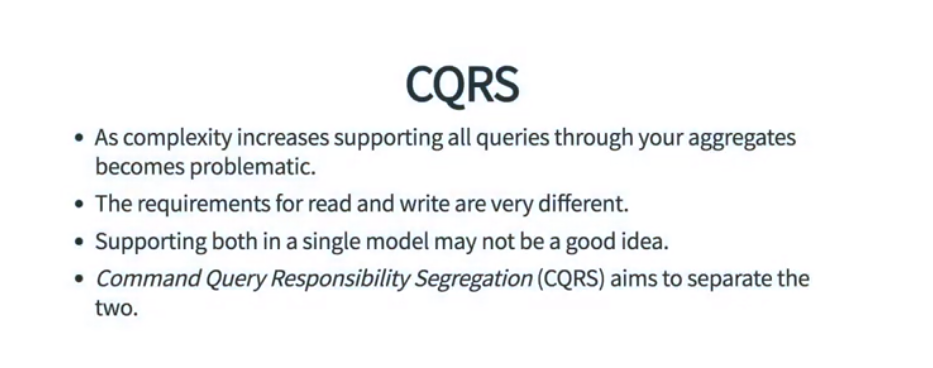 CQRS
• As complexity increases supporting all queries through your aggregates
becomes problematic.
• The requirements for read and write are very different.
• Supporting both in a single model may not be a good idea.
• Command Query Responsibility Segregation (CQRS) aims to separate the
two.